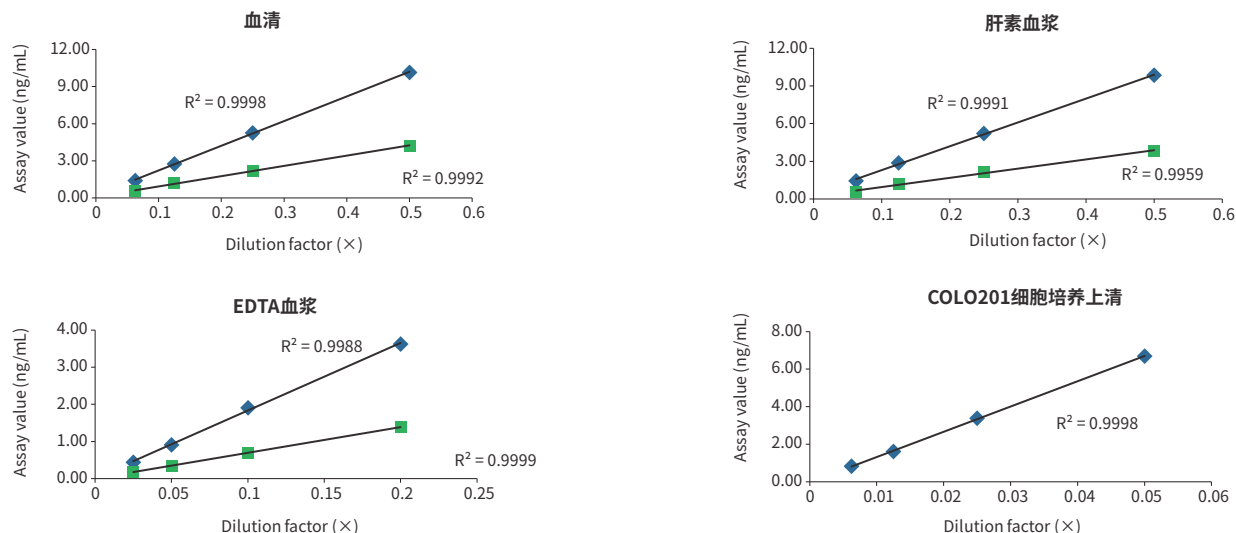 血清
Assay value (ng/mL)
12.00
9.00
6.00
3.00
0.00
R² = 0.9998
R² = 0.9992
0 0.1 0.2 0.3 0.4 0.5 0.6
Dilution factor (×)
肝素血浆
Assay value (ng/mL)
12.00
9.00
6.00
3.00
0.00
R² = 0.9991
R² = 0.9959
0 0.1 0.2 0.3 0.4 0.5 0.6
Dilution factor (×)
EDTA血浆
Assay value (ng/mL)
4.00
3.00
2.00
1.00
0.00
R² = 0.9988
R² = 0.9999
0 0.05 0.1 0.15 0.2 0.25
Dilution factor (×)
COLO201细胞培养上清
Assay value (ng/mL)
8.00
6.00
4.00
2.00
0.00
R² = 0.9998
0 0.01 0.02 0.03 0.04 0.05 0.06
Dilution factor (×)